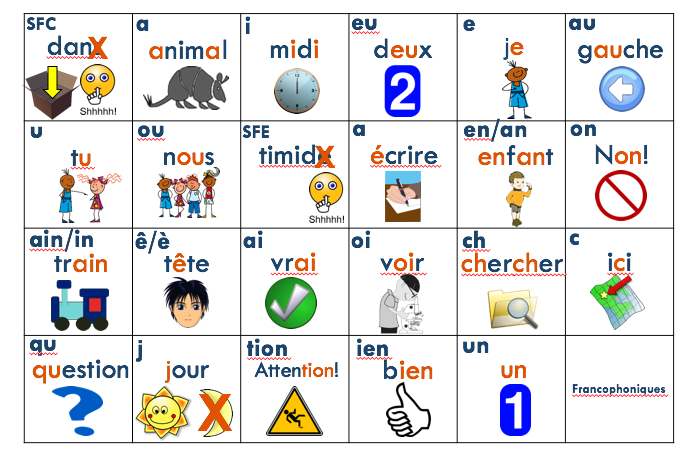 SFC
dans
Shhhhh!
a
animal
i
midi
eu
deux
2
e
je
au
gauche
u
tu
ou
nous
SFE
timide
Shhhhh!
a
écrire
en/an
enfant
on
Non!
ain/in
train
ê/è
tête
ai
vrai
oi
voir
ch
chercher
c
ici
qu
question
?
j
jour
X
tion
Attention!
ien
bien
un
un
1
Francophoniques